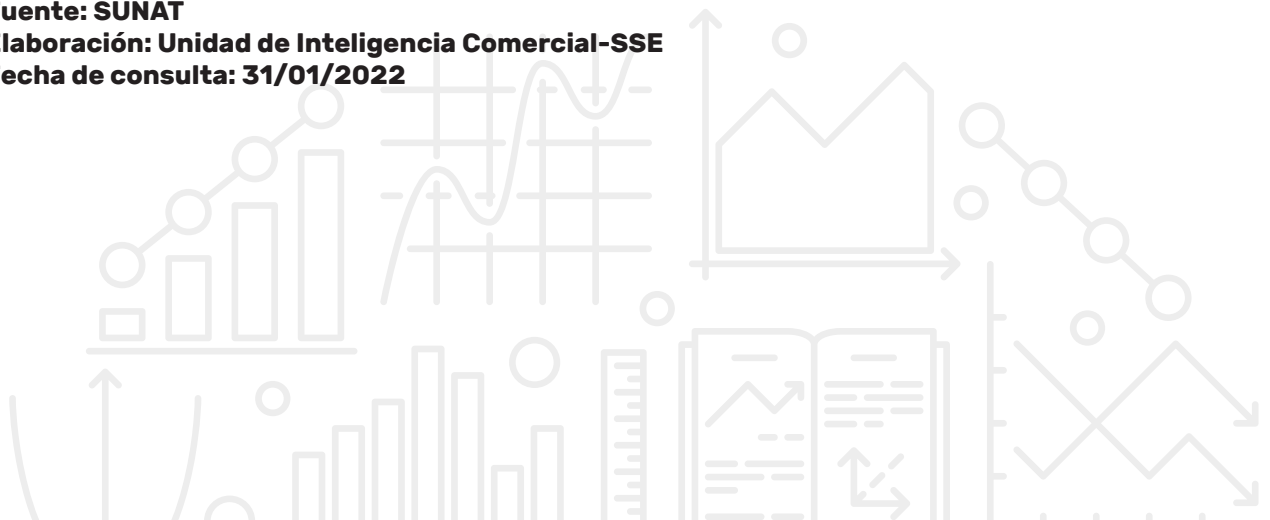 uente: SUNAT
laboración: Unidad de Inteligencia Comercial-SSE
echa de consulta: 31/01/2022